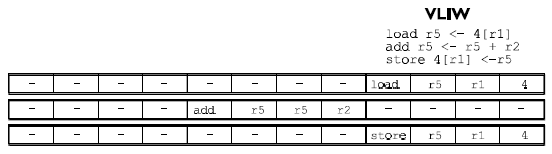 VLIW
load r5 <- 4[r1]
add r5 <- r5 + r2
store 4[r1] <-r5
- - - - - - - - load r5 r1 4
- - - - add r5 r5 r2 - - - -
- - - - - - - - store r5 r1 4